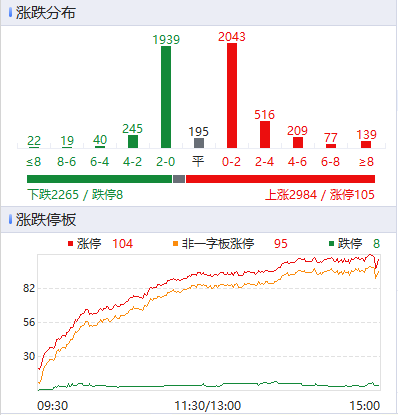 涨跌分布
22 19 40 245 1939 195 2043 516 209 77 139
≤8 8-6 6-4 4-2 2-0 平 0-2 2-4 4-6 6-8 ≥8
下跌2265 / 跌停8 上涨2984 / 涨停105
涨跌停板
涨停 104 非一字板涨停 95 跌停 8
82
56
30
09:30 11:30/13:00 15:00